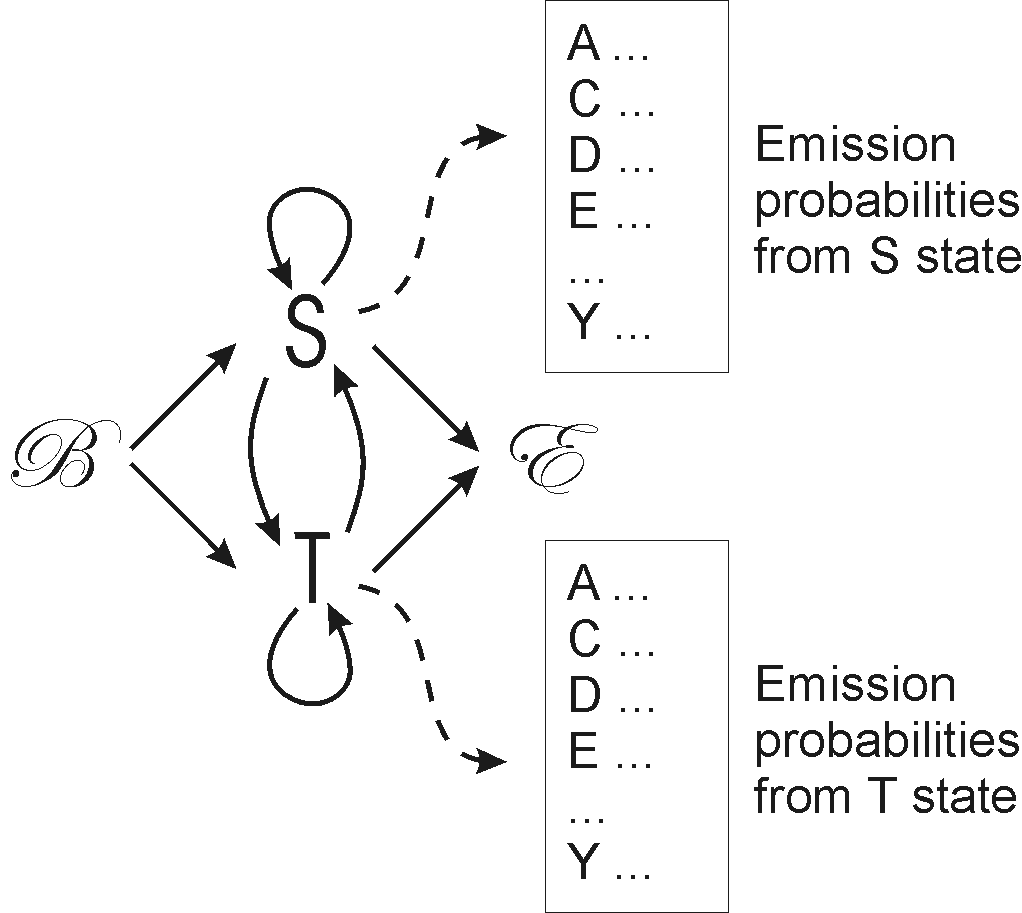 A ...
C ...
D ...
E ...
...
Y ...
Emission
probabilities
from S state
S
B
E
T
A ...
C ...
D ...
E ...
...
Y ...
Emission
probabilities
from T state